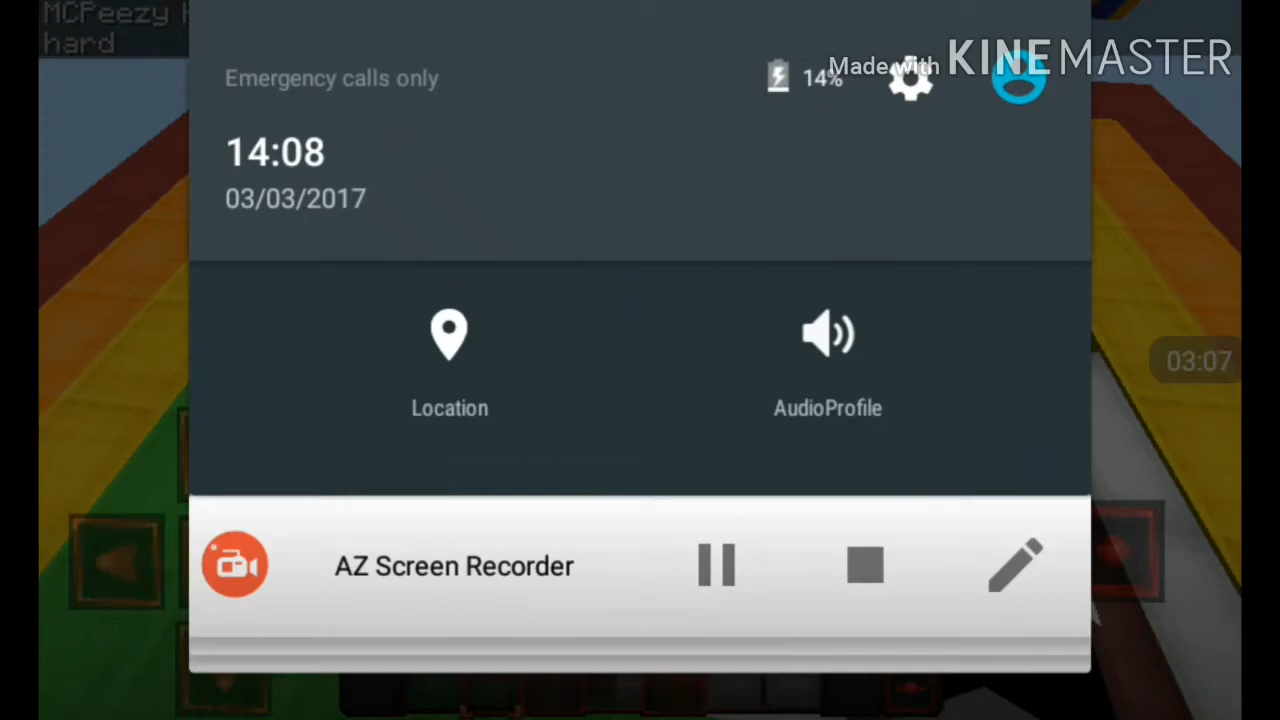 MCPeezy
hard
Emergency calls only
14%
Made with KINEMASTER
14:08
03/03/2017
03:07
Location
AudioProfile
AZ Screen Recorder